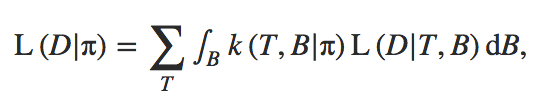 L (D|π) = ∑_T ∫_B k (T, B|π) L (D|T, B) dB,